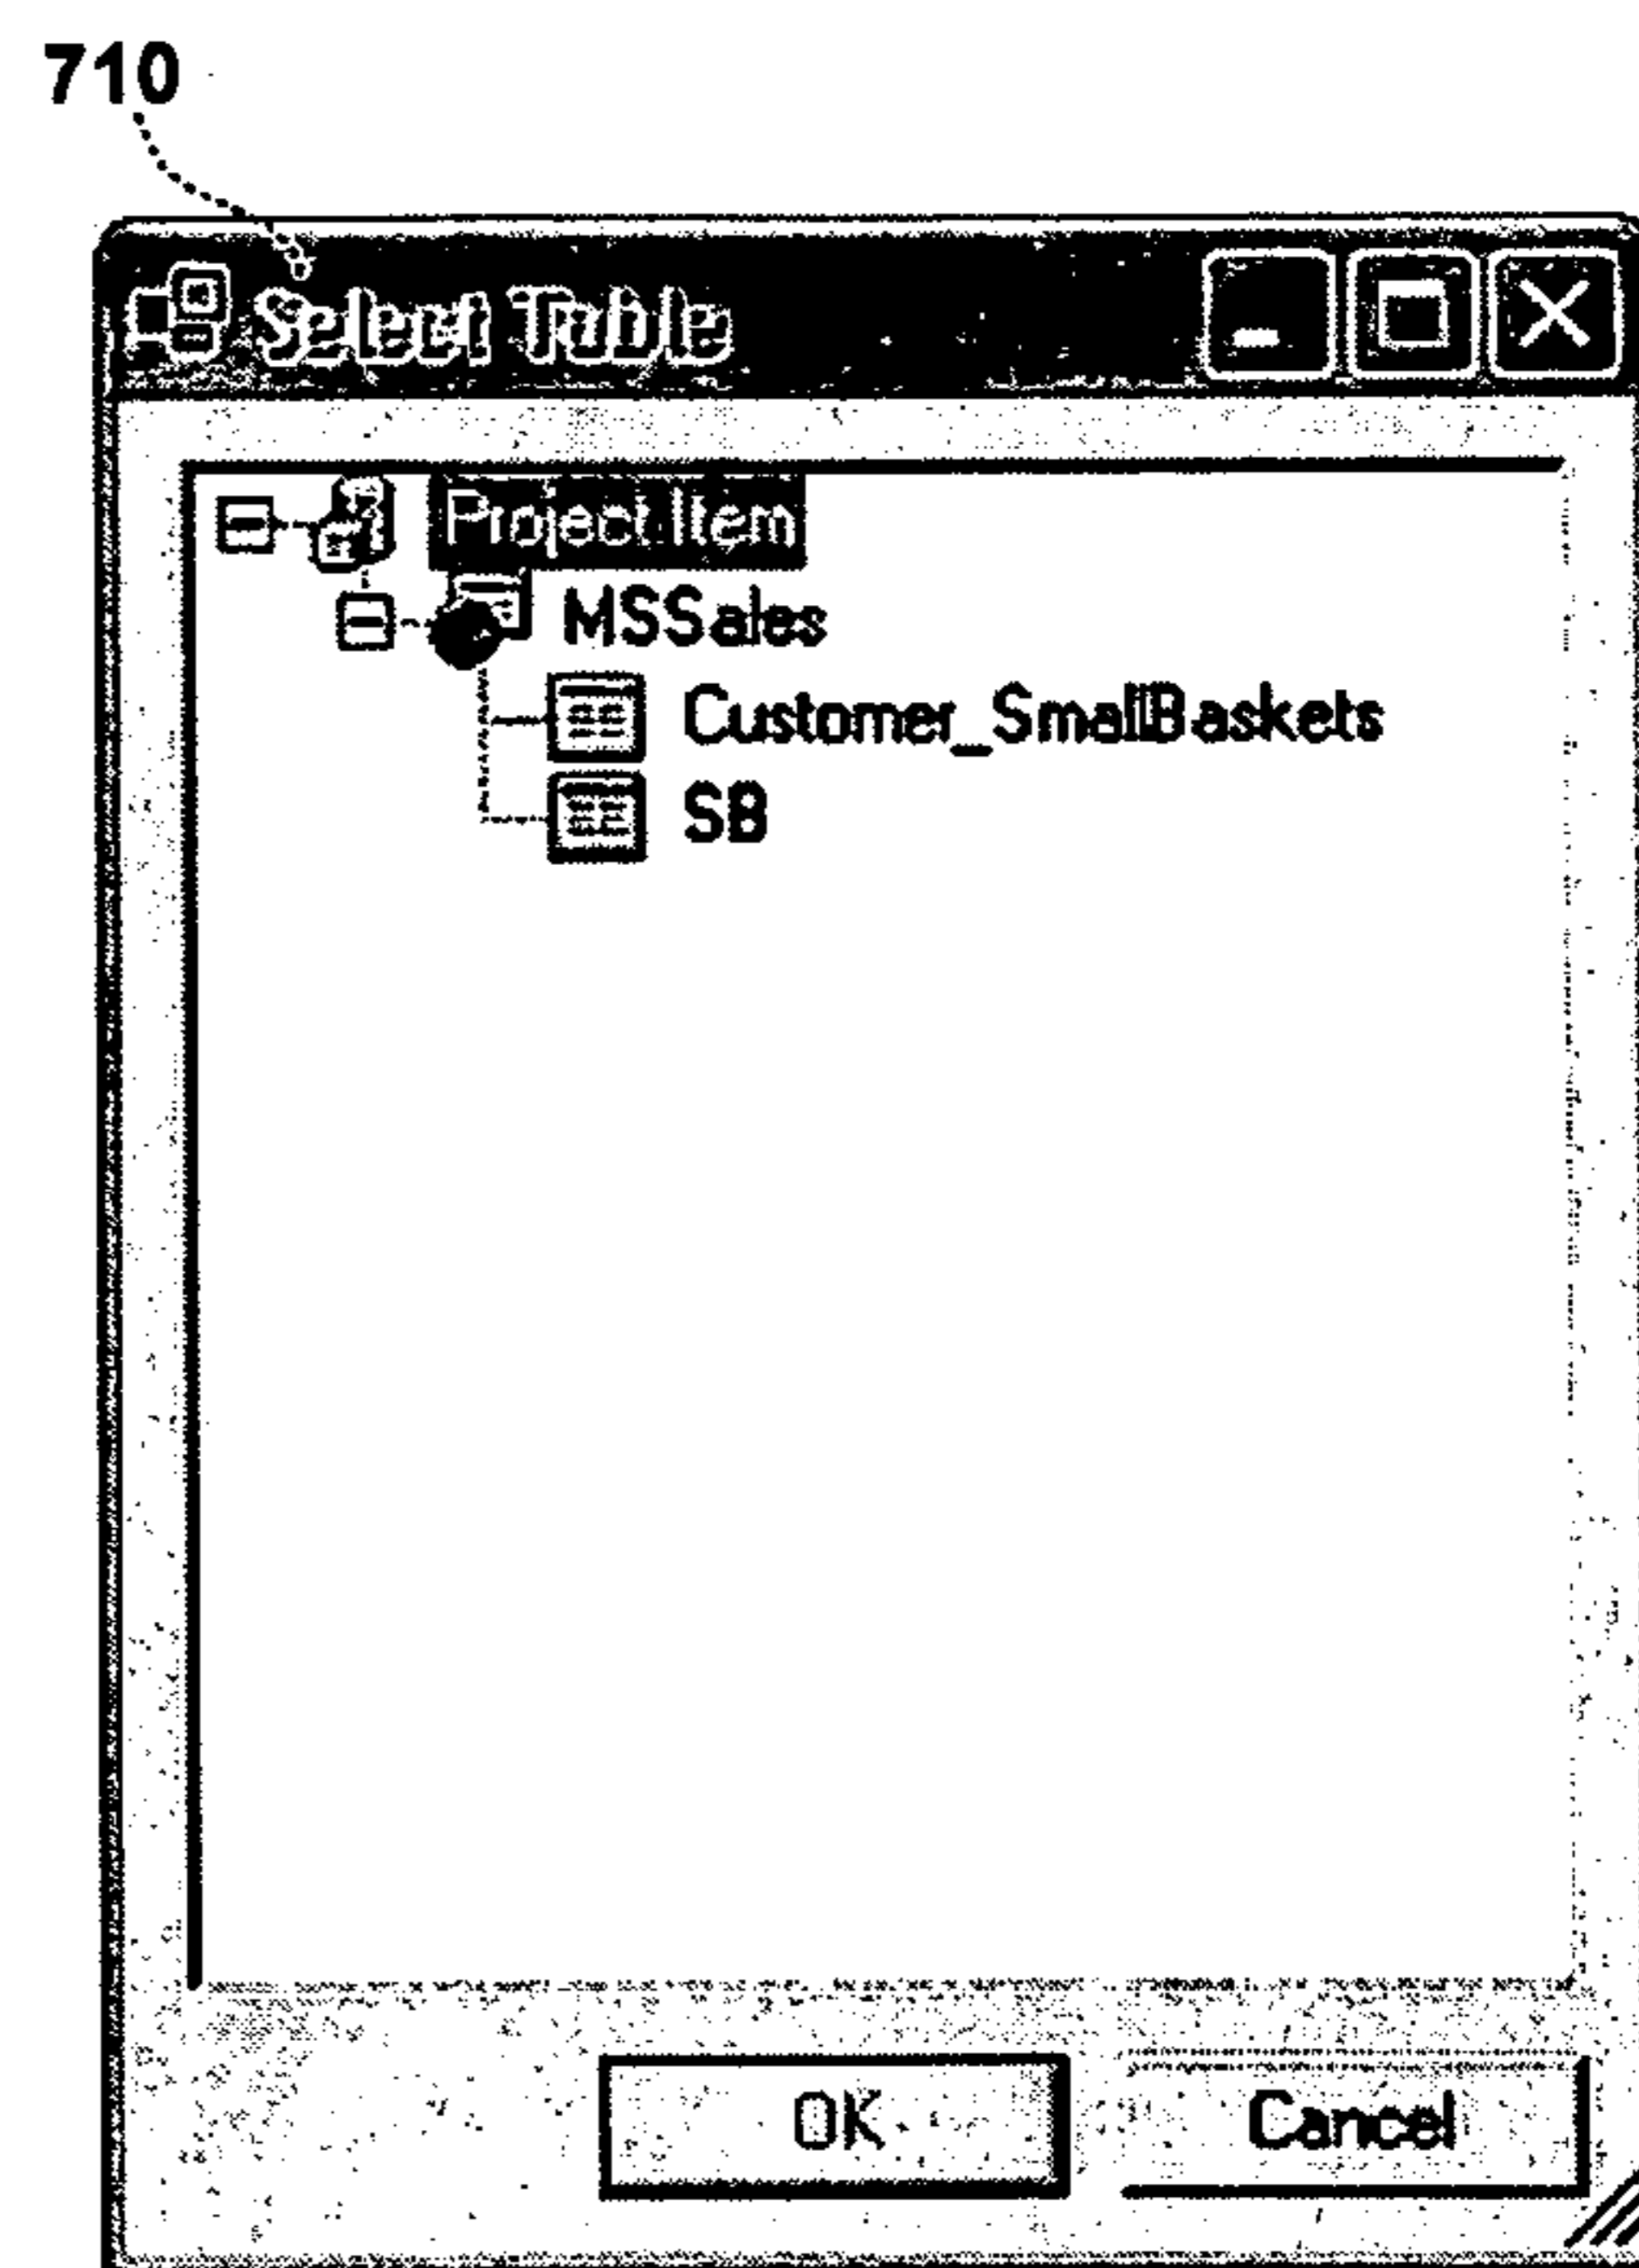 710
Select Table
Project Item
MSSales
Customer_SmallBaskets
SB
OK
Cancel